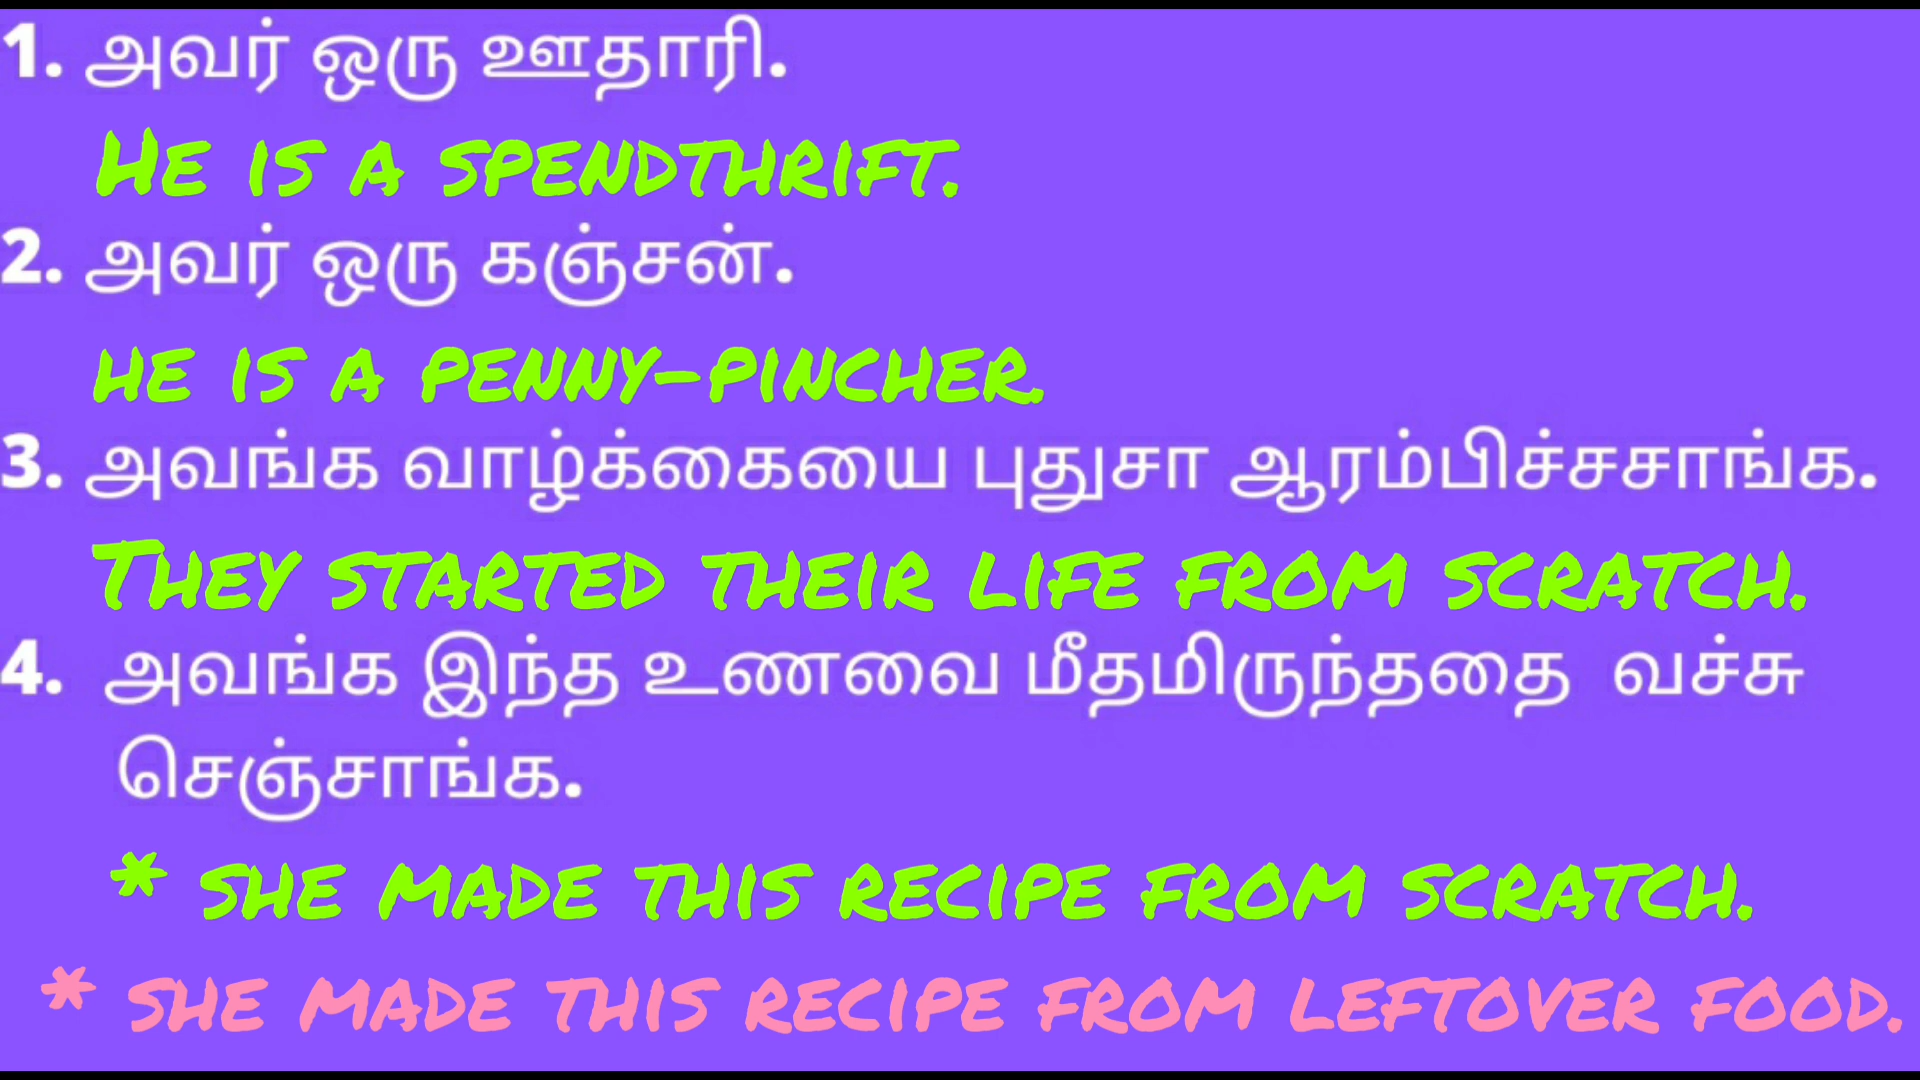 1. அவர் ஒரு ஊதாரி.
He is a spendthrift.
2. அவர் ஒரு கஞ்சன்.
he is a penny-pincher.
3. அவங்க வாழ்க்கையை புதுசா ஆரம்பிச்சசாங்க.
They started their life from scratch.
4. அவங்க இந்த உணவை மீதமிருந்ததை வச்சு
செஞ்சாங்க.
* she made this recipe from scratch.
* she made this recipe from leftover food.